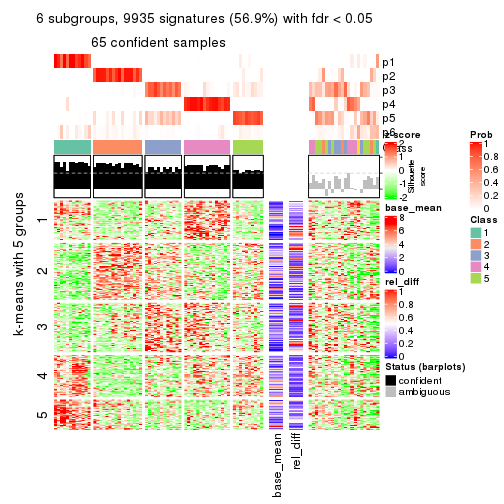 6 subgroups, 9935 signatures (56.9%) with fdr < 0.05
65 confident samples
p1
p2
p3
p4
p5
p6
Class
Silhouette
score
k-means with 5 groups
1
2
3
4
5
base_mean
rel_diff
z-score
2
1
0
-1
-2
base_mean
8
6
4
2
0
rel_diff
1
0.8
0.6
0.4
0.2
0
Status (barplots)
confident
ambiguous
Prob
1
0.8
0.6
0.4
0.2
0
Class
1
2
3
4
5